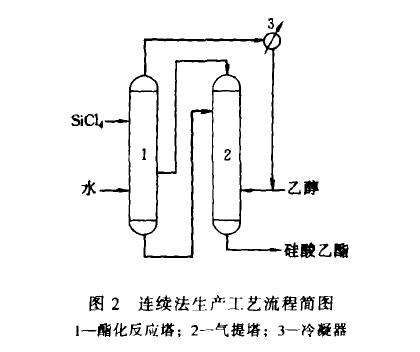 3
SiCl₄
1
2
水
乙醇
硅酸乙酯
图 2 连续法生产工艺流程简图
1—酯化反应塔；2—气提塔；3—冷凝器